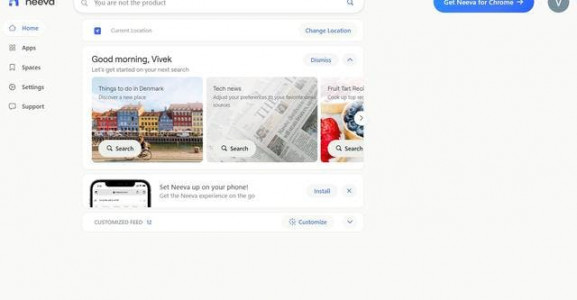 neeva
You are not the product
Get Neeva for Chrome
V
Home
Apps
Spaces
Settings
Support
Current Location
Change Location
Good morning, Vivek
Let's get started on your next search
Dismiss
Things to do in Denmark
Discover a new place
Search
Tech news
Adjust your preferences to your favorite news
sources
Search
Fruit Tart Reci
Cook up top re
Search
Set Neeva up on your phone!
Get the Neeva experience on the go
Install
CUSTOMIZED FEED
Customize